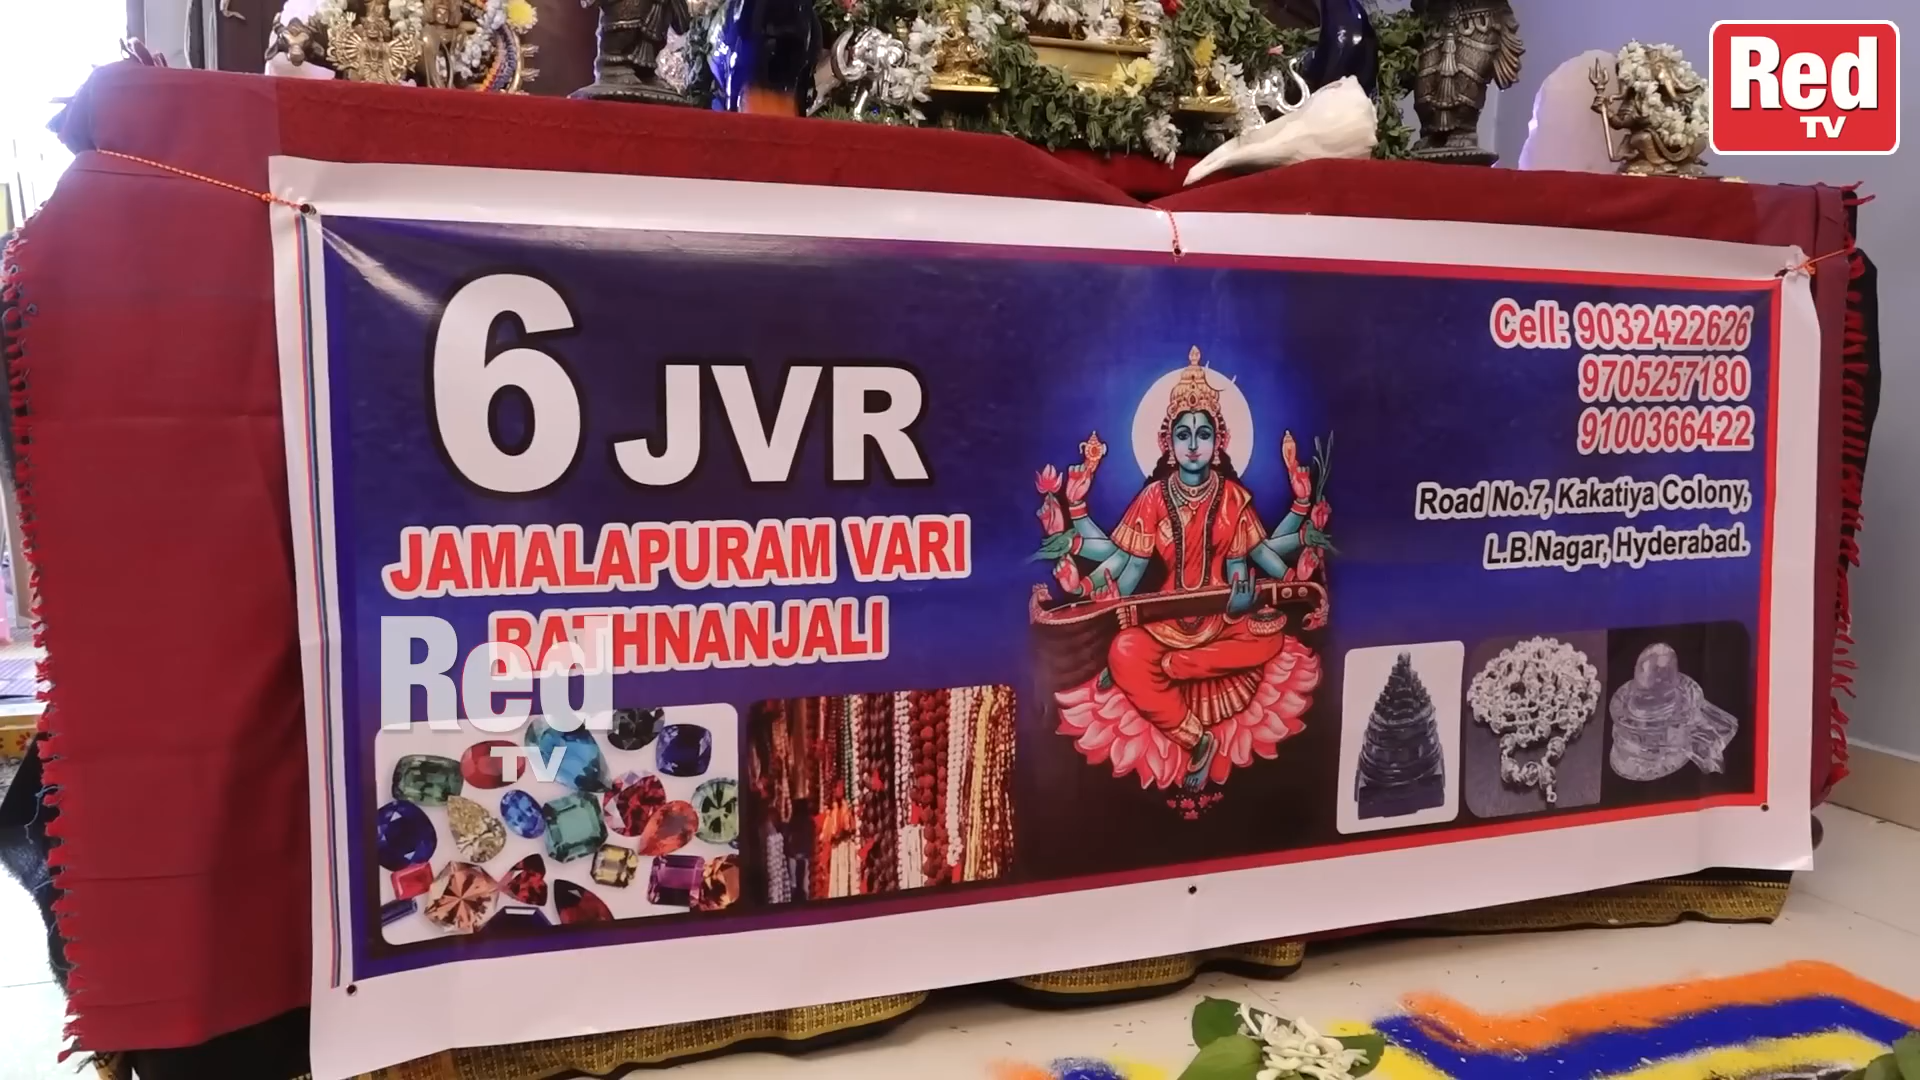 Red
TV
6 JVR
JAMALAPURAM VARI
RATHNANJALI
Cell: 9032422626
9705257180
9100366422
Road No.7, Kakatiya Colony,
L.B.Nagar, Hyderabad.
Red
TV